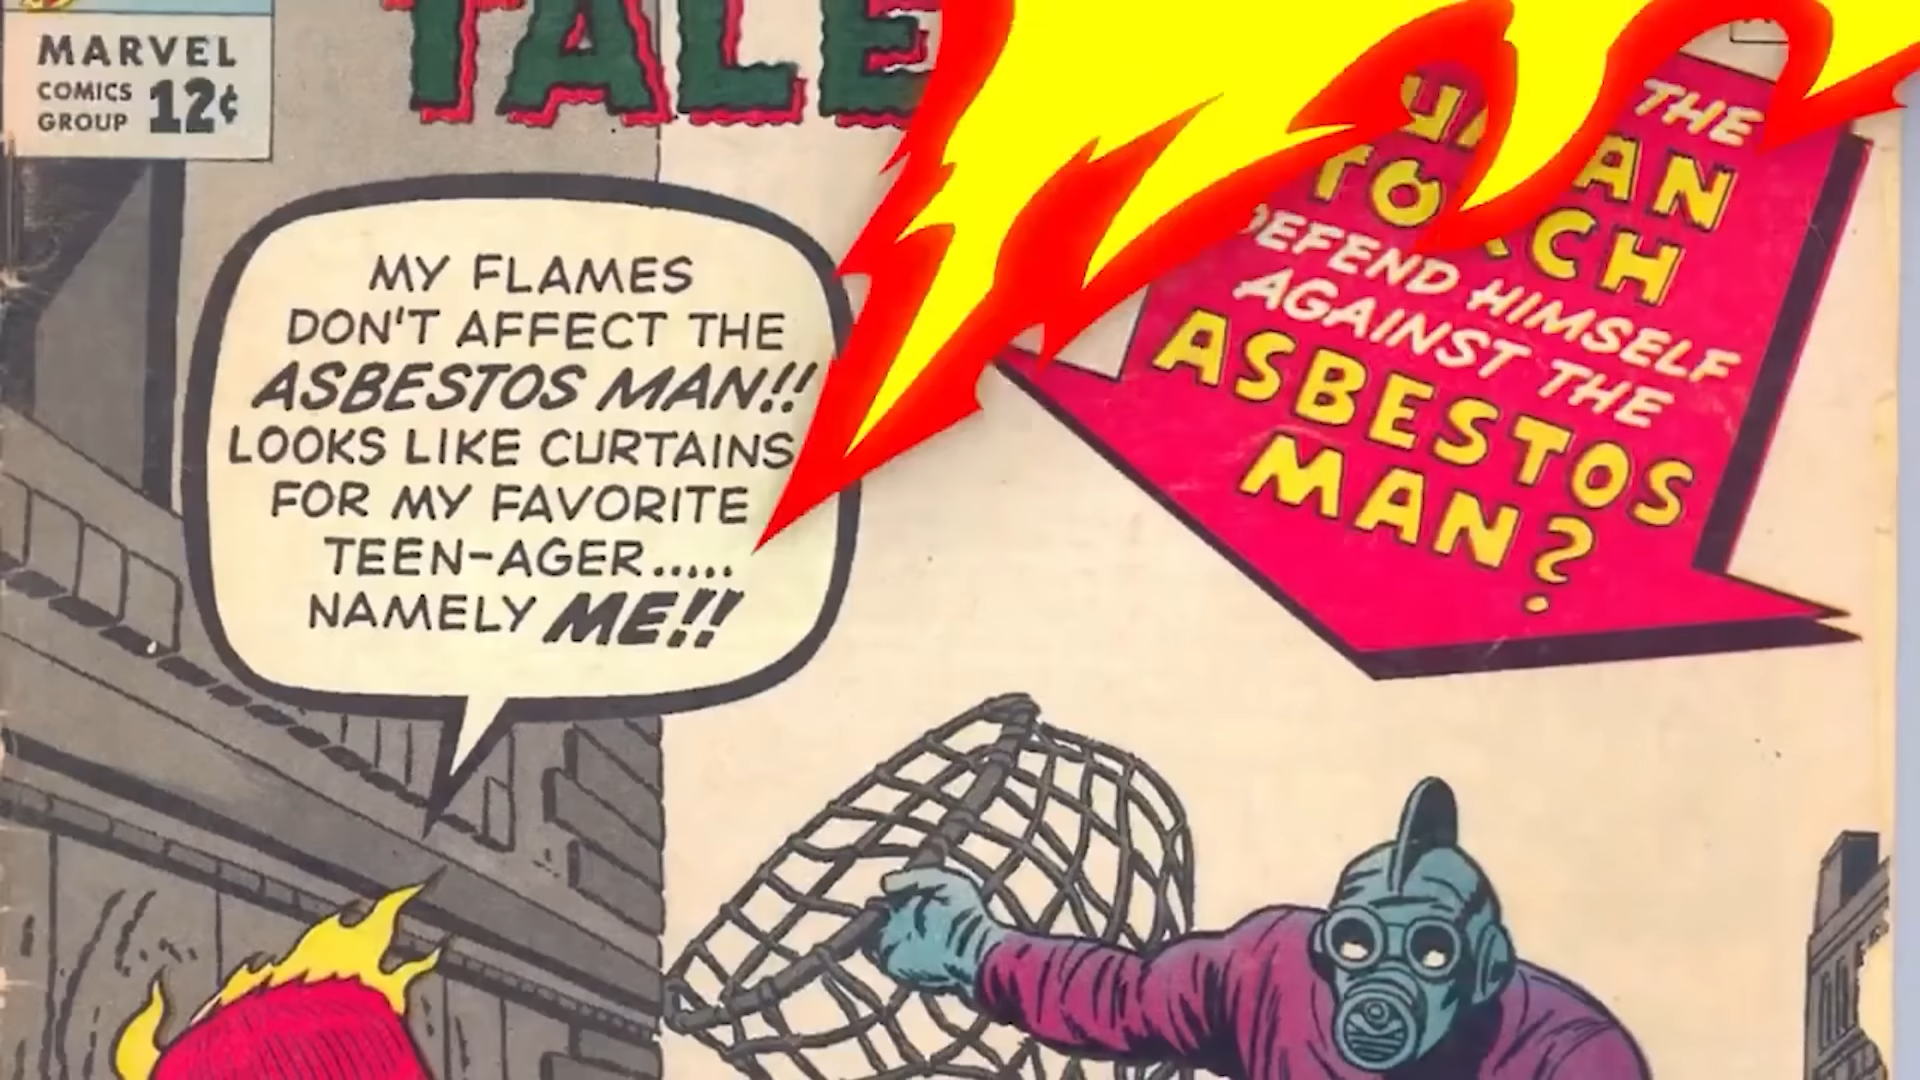 TALE
MARVEL
COMICS
GROUP 12¢
MY FLAMES
DON'T AFFECT THE
ASBESTOS MAN!!
LOOKS LIKE CURTAINS
FOR MY FAVORITE
TEEN-AGER.....
NAMELY ME!!
THE
DEFEND HIMSELF
AGAINST THE
ASBESTOS
MAN?